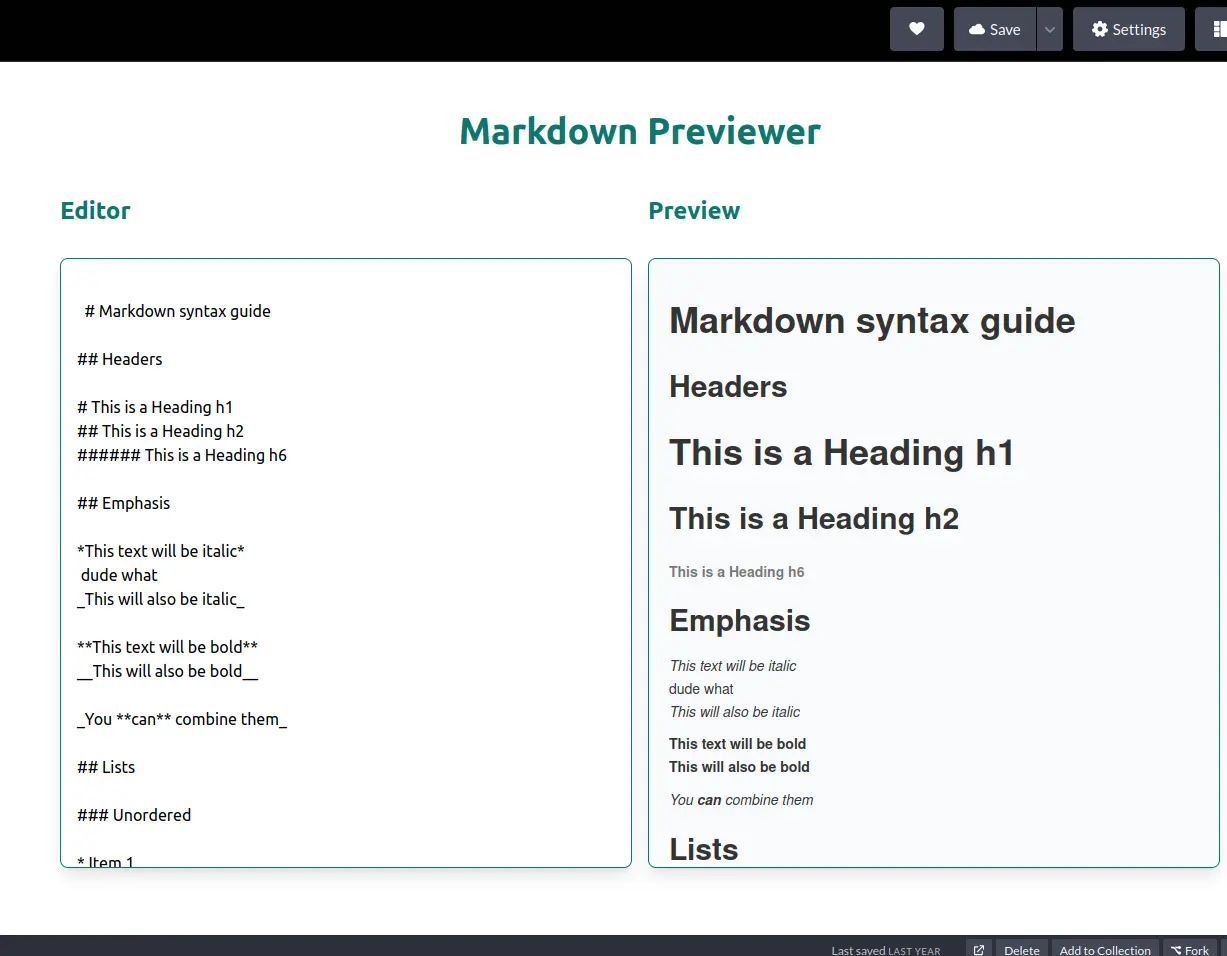 Save
Settings
Markdown Previewer
Editor
# Markdown syntax guide
## Headers
# This is a Heading h1
## This is a Heading h2
###### This is a Heading h6
## Emphasis
*This text will be italic*
dude what
_This will also be italic_
**This text will be bold**
__This will also be bold__
_You **can** combine them_
## Lists
### Unordered
* Item 1
Preview
Markdown syntax guide
Headers
This is a Heading h1
This is a Heading h2
This is a Heading h6
Emphasis
This text will be italic
dude what
This will also be italic
This text will be bold
This will also be bold
You can combine them
Lists
Last saved LAST YEAR
Delete
Add to Collection
Fork